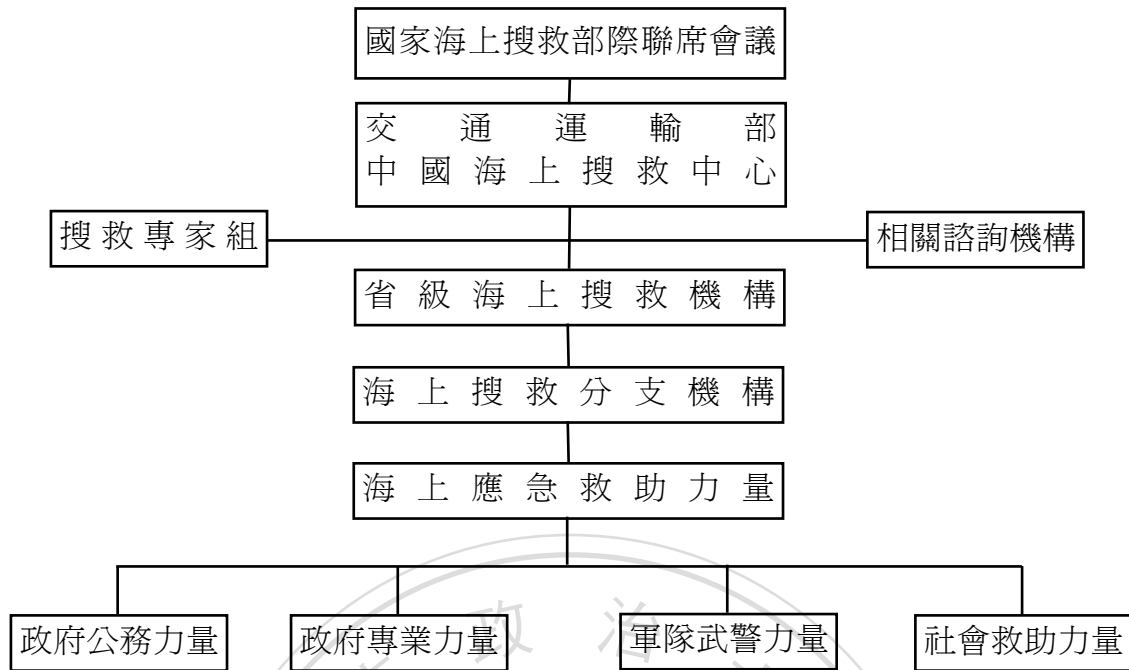 國家海上搜救部際聯席會議
交通運輸部
中國海上搜救中心
搜救專家組
相關諮詢機構
省級海上搜救機構
海上搜救分支機構
海上應急救助力量
政府公務力量
政府專業力量
軍隊武警力量
社會救助力量
政治